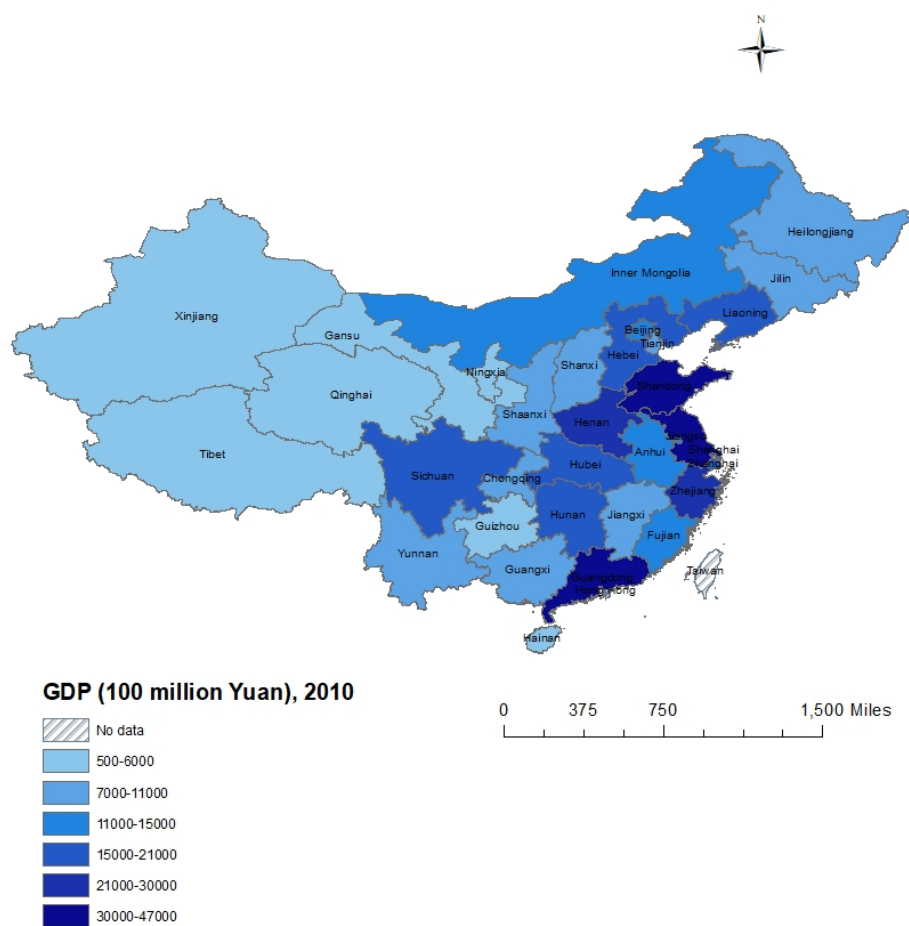 N
Heilongjiang
Jilin
Inner Mongolia
Liaoning
Xinjiang
Gansu
Beijing
Tianjin
Hebei
Ningxia
Shanxi
Shandong
Qinghai
Shaanxi
Henan
Jiangsu
Tibet
Anhui
Shanghai
Shanghai
Sichuan
Hubei
Chongqing
Zhejiang
Hunan
Jiangxi
Guizhou
Fujian
Yunnan
Guangxi
Taiwan
Guangdong
Hong Kong
Hainan
GDP (100 million Yuan), 2010
No data
500-6000
7000-11000
11000-15000
15000-21000
21000-30000
30000-47000
0 375 750 1,500 Miles